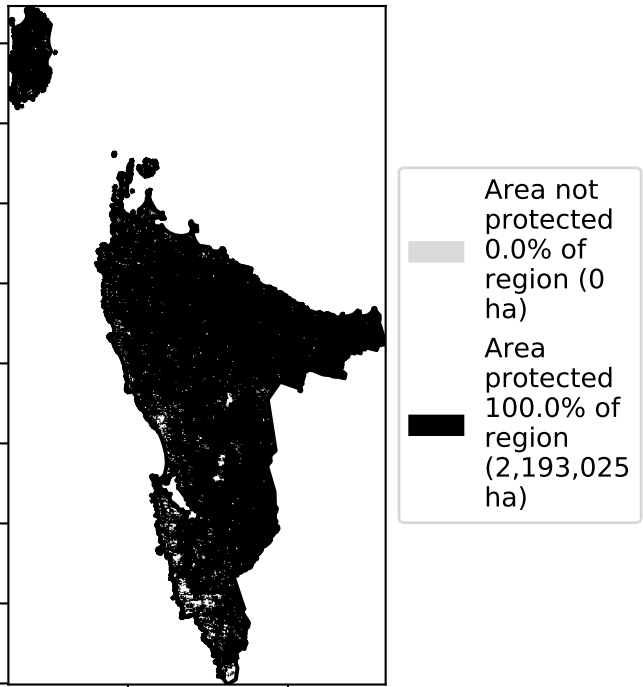 Area not
protected
0.0% of
region (0
ha)
Area
protected
100.0% of
region
(2,193,025
ha)